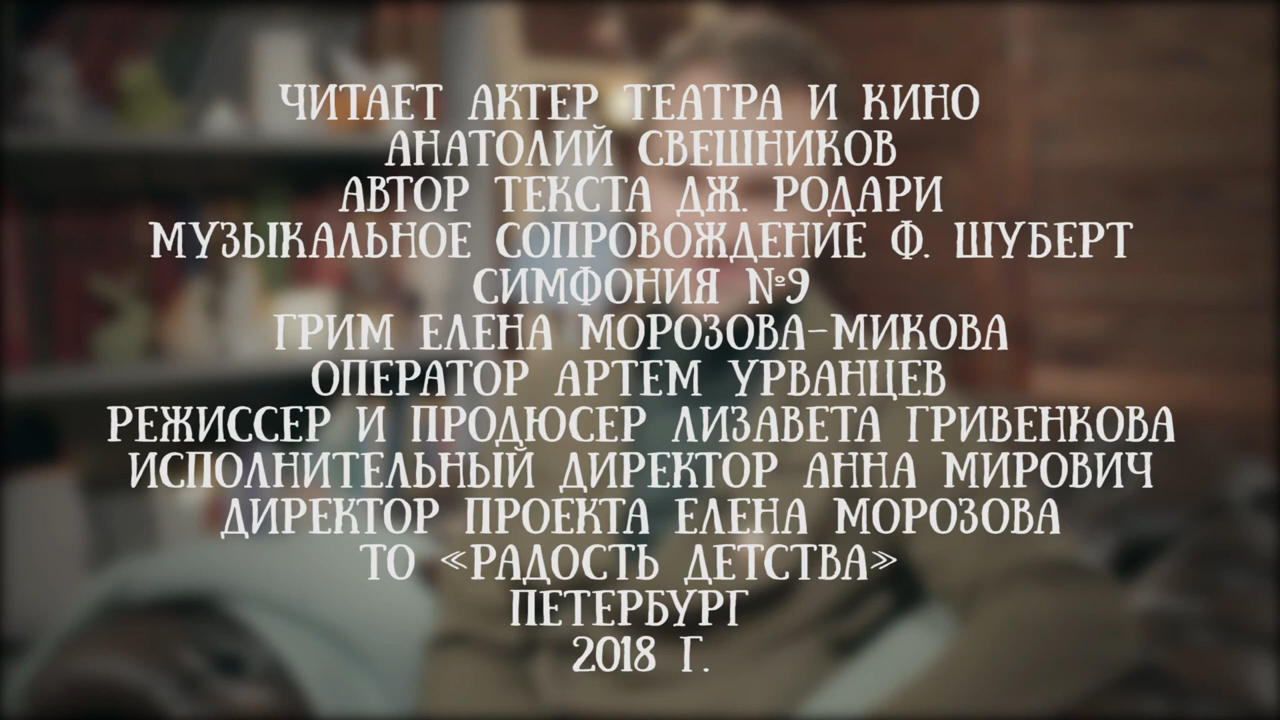 ЧИТАЕТ АКТЕР ТЕАТРА И КИНО
АНАТОЛИЙ СВЕШНИКОВ
АВТОР ТЕКСТА ДЖ. РОДАРИ
МУЗЫКАЛЬНОЕ СОПРОВОЖДЕНИЕ Ф. ШУБЕРТ
СИМФОНИЯ №9
ГРИМ ЕЛЕНА МОРОЗОВА-МИКОВА
ОПЕРАТОР АРТЕМ УРВАНЦЕВ
РЕЖИССЕР И ПРОДЮСЕР ЛИЗАВЕТА ГРИВЕНКОВА
ИСПОЛНИТЕЛЬНЫЙ ДИРЕКТОР АННА МИРОВИЧ
ДИРЕКТОР ПРОЕКТА ЕЛЕНА МОРОЗОВА
ТО «РАДОСТЬ ДЕТСТВА»
ПЕТЕРБУРГ
2018 Г.